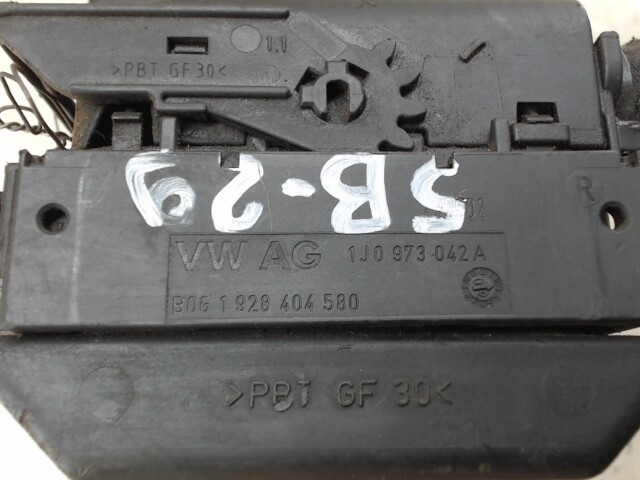 1.1
>PBT GF30<
SB-29
R
VW AG 1J0 973 042 A
B06 1 928 404 580
>PBT GF 30<